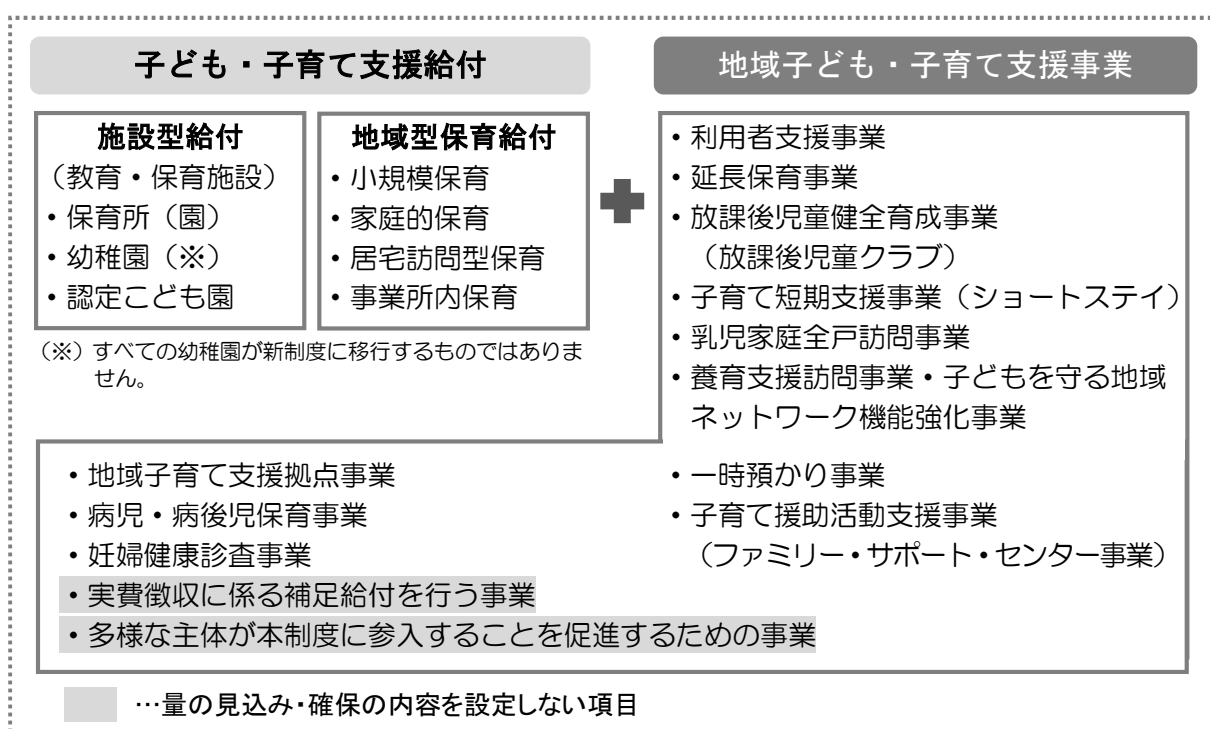 子ども・子育て支援給付
地域子ども・子育て支援事業
施設型給付
（教育・保育施設）
・保育所（園）
・幼稚園（※）
・認定こども園
地域型保育給付
・小規模保育
・家庭的保育
・居宅訪問型保育
・事業所内保育
（※）すべての幼稚園が新制度に移行するものではありま
せん。
・利用者支援事業
・延長保育事業
・放課後児童健全育成事業
（放課後児童クラブ）
・子育て短期支援事業（ショートステイ）
・乳児家庭全戸訪問事業
・養育支援訪問事業・子どもを守る地域
ネットワーク機能強化事業
・地域子育て支援拠点事業
・病児・病後児保育事業
・妊婦健康診査事業
・実費徴収に係る補足給付を行う事業
・多様な主体が本制度に参入することを促進するための事業
・一時預かり事業
・子育て援助活動支援事業
（ファミリー・サポート・センター事業）
…量の見込み・確保の内容を設定しない項目